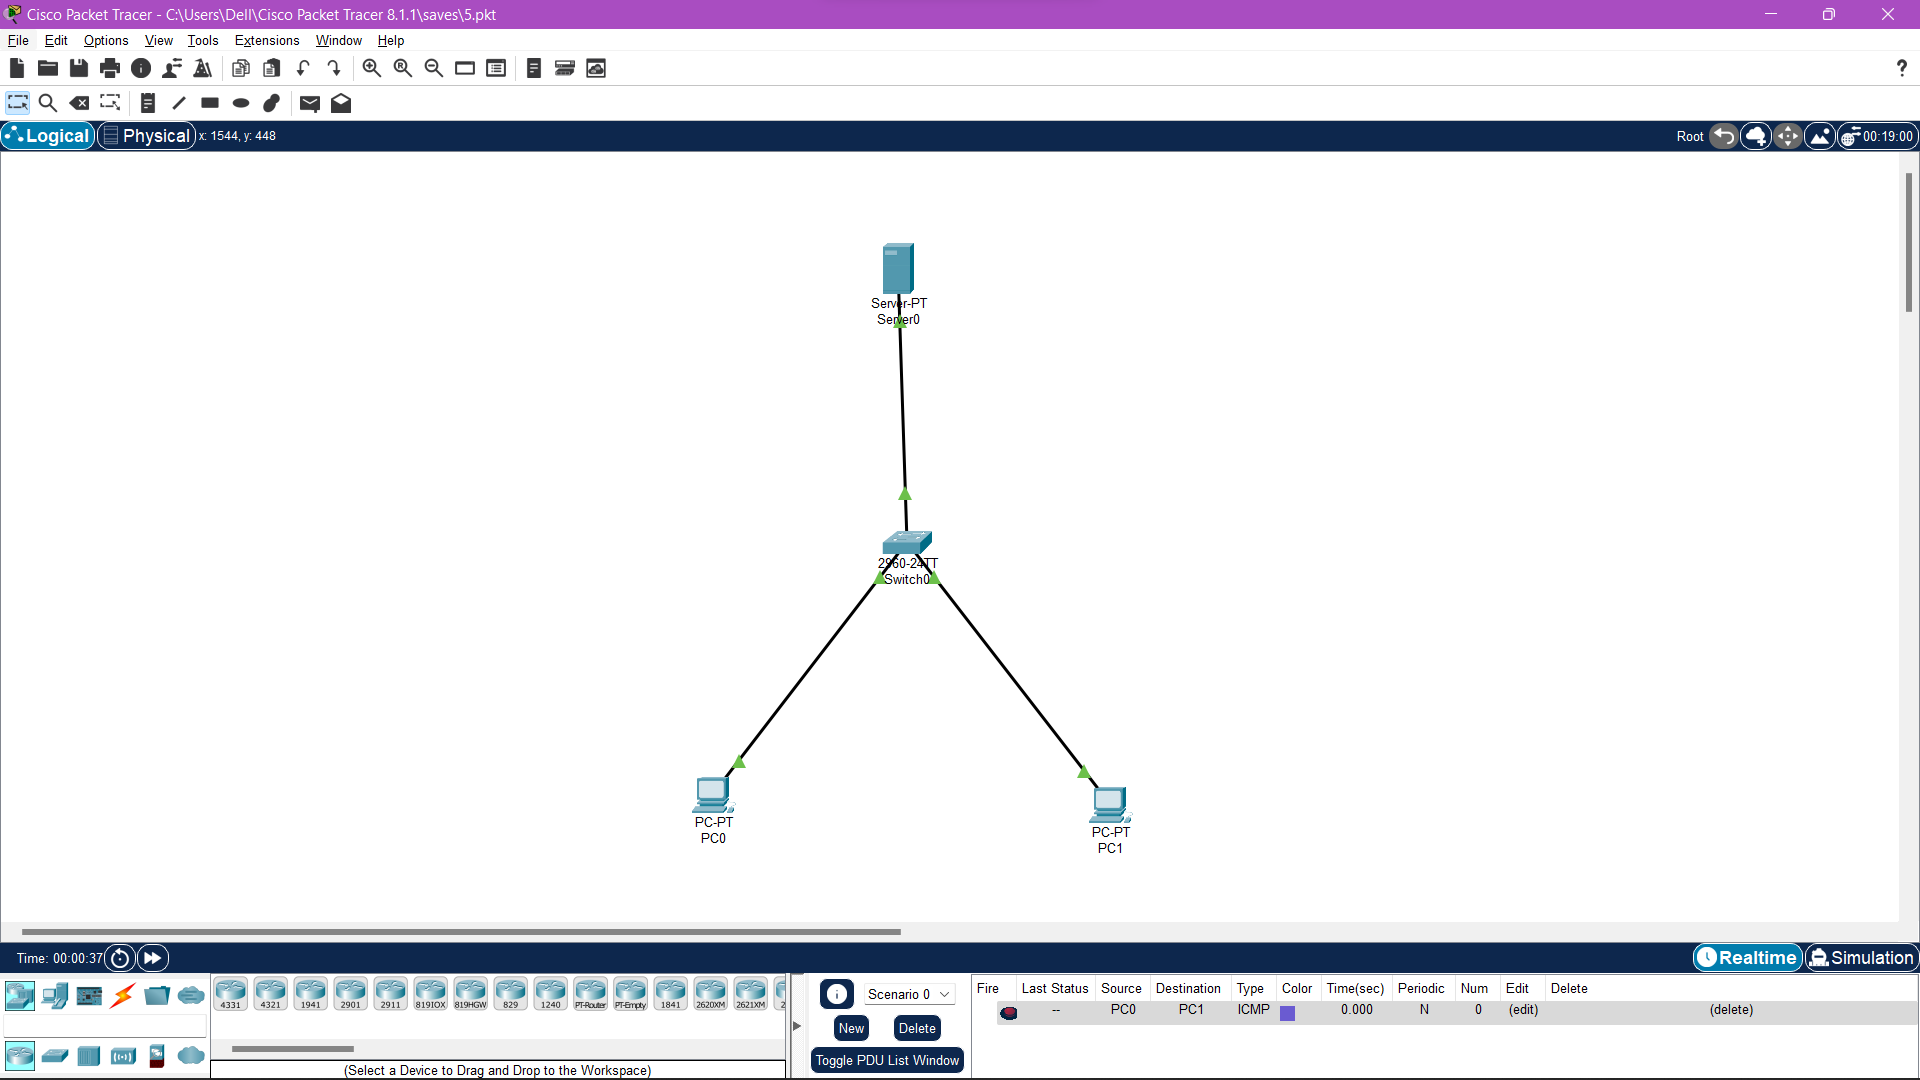 Cisco Packet Tracer - C:\Users\Dell\Cisco Packet Tracer 8.1.1\saves\5.pkt
File Edit Options View Tools Extensions Window Help
?
Logical Physical x: 1544, y: 448 Root 00:19:00
Server-PT
Server0
2960-24TT
Switch0
PC-PT
PC0
PC-PT
PC1
Time: 00:00:37 Realtime Simulation
4331 4321 1941 2901 2911 819IOX 819HGW 829 1240 PT-Router PT-Empty 1841 2620XM 2621XM 2
(Select a Device to Drag and Drop to the Workspace)
Scenario 0
New Delete
Toggle PDU List Window
Fire Last Status Source Destination Type Color Time(sec) Periodic Num Edit Delete
-- PC0 PC1 ICMP 0.000 N 0 (edit) (delete)